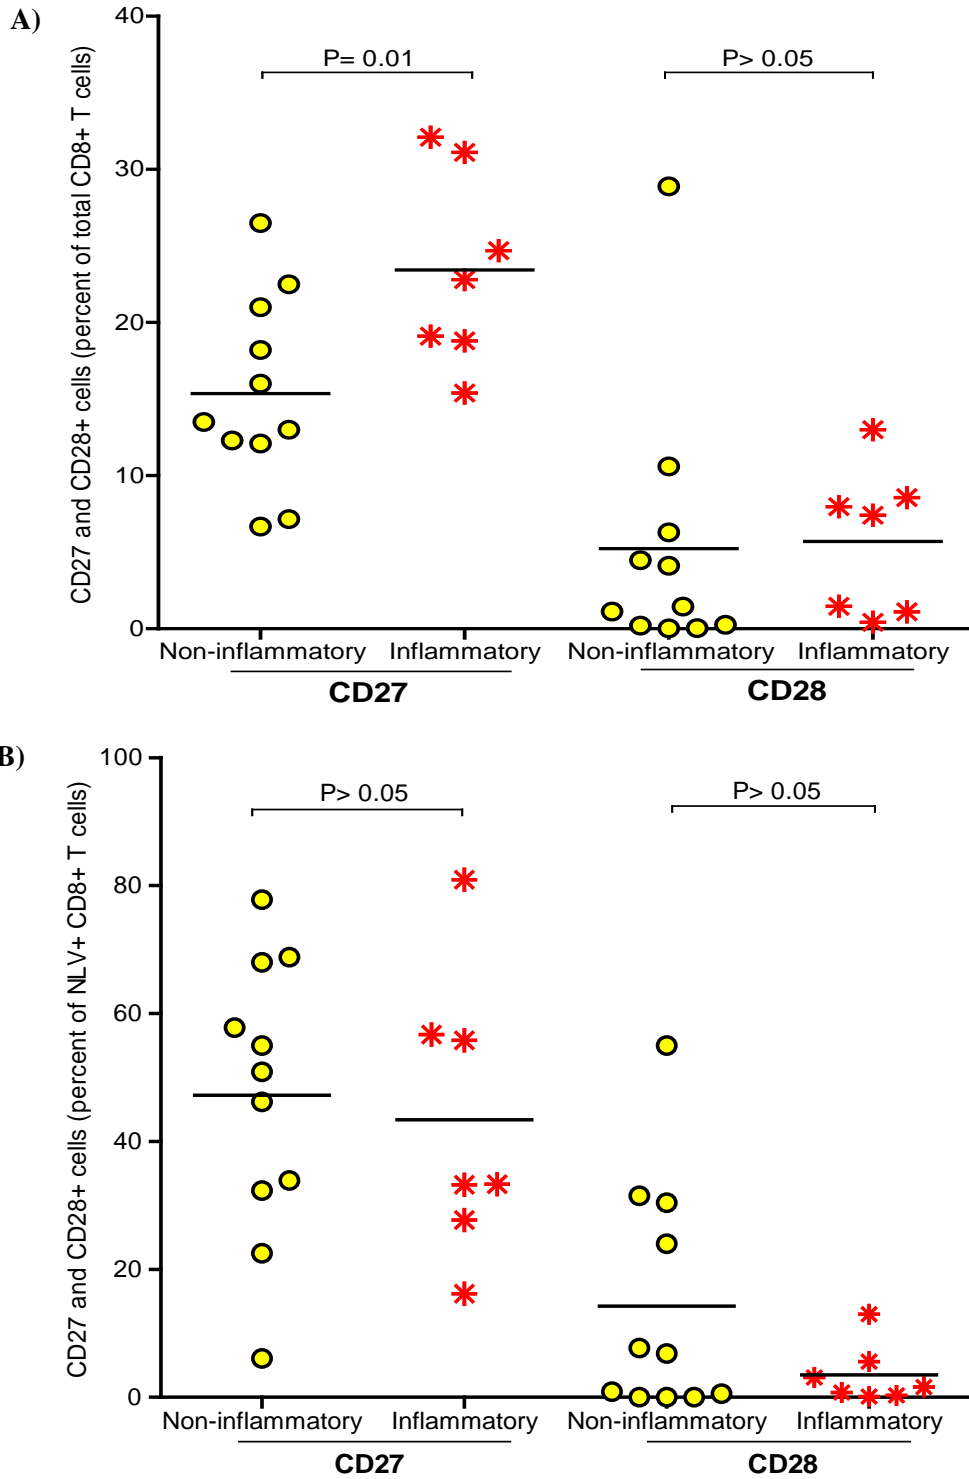 A)
CD27 and CD28+ cells (percent of total CD8+ T cells)
40
30
20
10
0
P= 0.01
P> 0.05
Non-inflammatory Inflammatory Non-inflammatory Inflammatory
CD27 CD28
B)
CD27 and CD28+ cells (percent of NLV+ CD8+ T cells)
100
80
60
40
20
0
P> 0.05
P> 0.05
Non-inflammatory Inflammatory Non-inflammatory Inflammatory
CD27 CD28